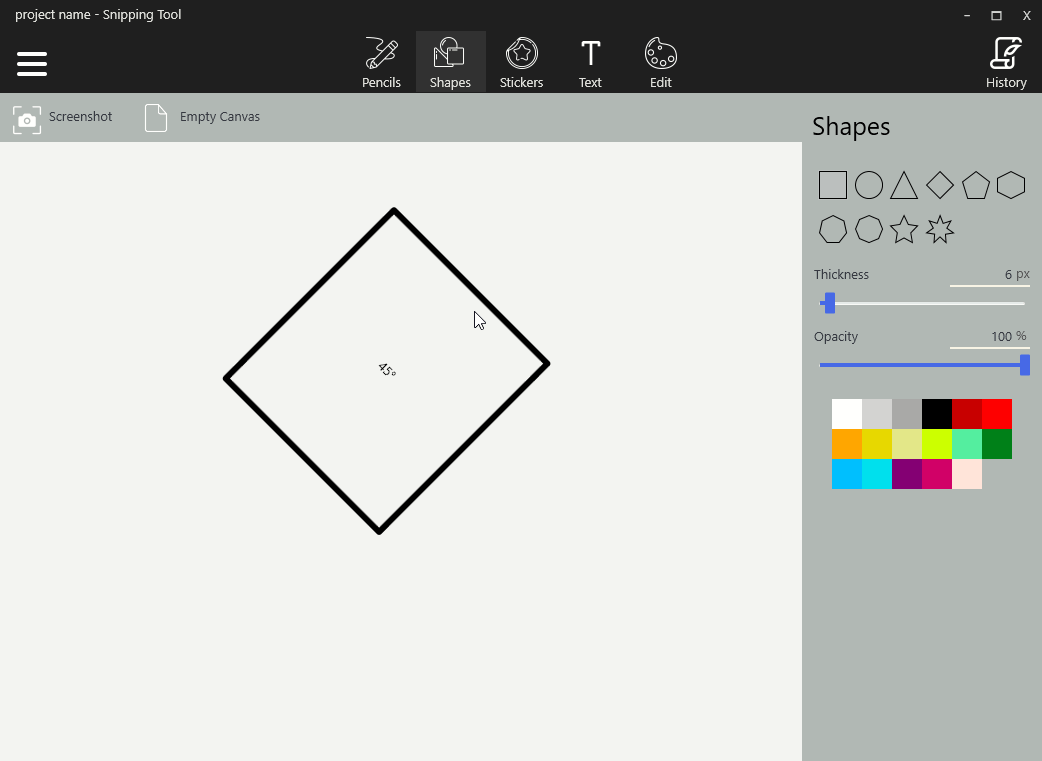 project name - Snipping Tool
Pencils
Shapes
Stickers
Text
Edit
History
Screenshot
Empty Canvas
Shapes
Thickness
6 px
Opacity
100 %
45°